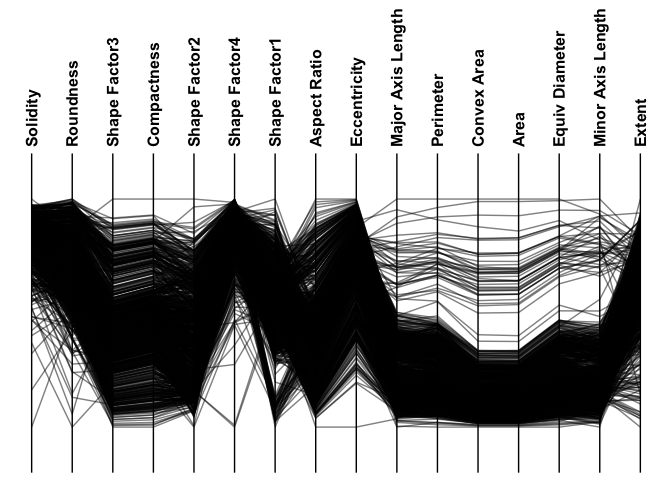 Solidity
Roundness
Shape Factor3
Compactness
Shape Factor2
Shape Factor4
Shape Factor1
Aspect Ratio
Eccentricity
Major Axis Length
Perimeter
Convex Area
Area
Equiv Diameter
Minor Axis Length
Extent